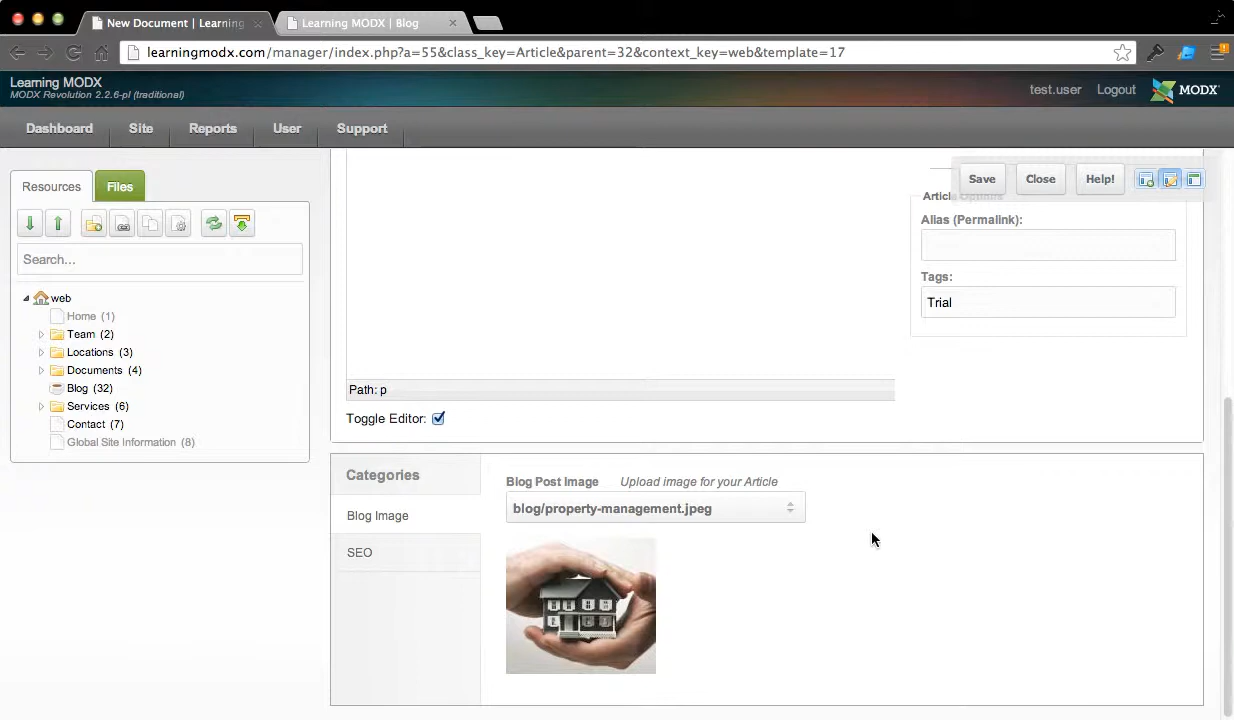 New Document | Learning
Learning MODX | Blog
learningmodx.com/manager/index.php?a=55&class_key=Article&parent=32&context_key=web&template=17
Learning MODX
MODX Revolution 2.2.6-pl (traditional)
test.user
Logout
MODX
Dashboard
Site
Reports
User
Support
Resources
Files
Save
Close
Help!
Article Options
Alias (Permalink):
Search...
Tags:
Trial
web
Home (1)
Team (2)
Locations (3)
Documents (4)
Blog (32)
Services (6)
Contact (7)
Global Site Information (8)
Path: p
Toggle Editor:
Categories
Blog Image
SEO
Blog Post Image Upload image for your Article
blog/property-management.jpeg